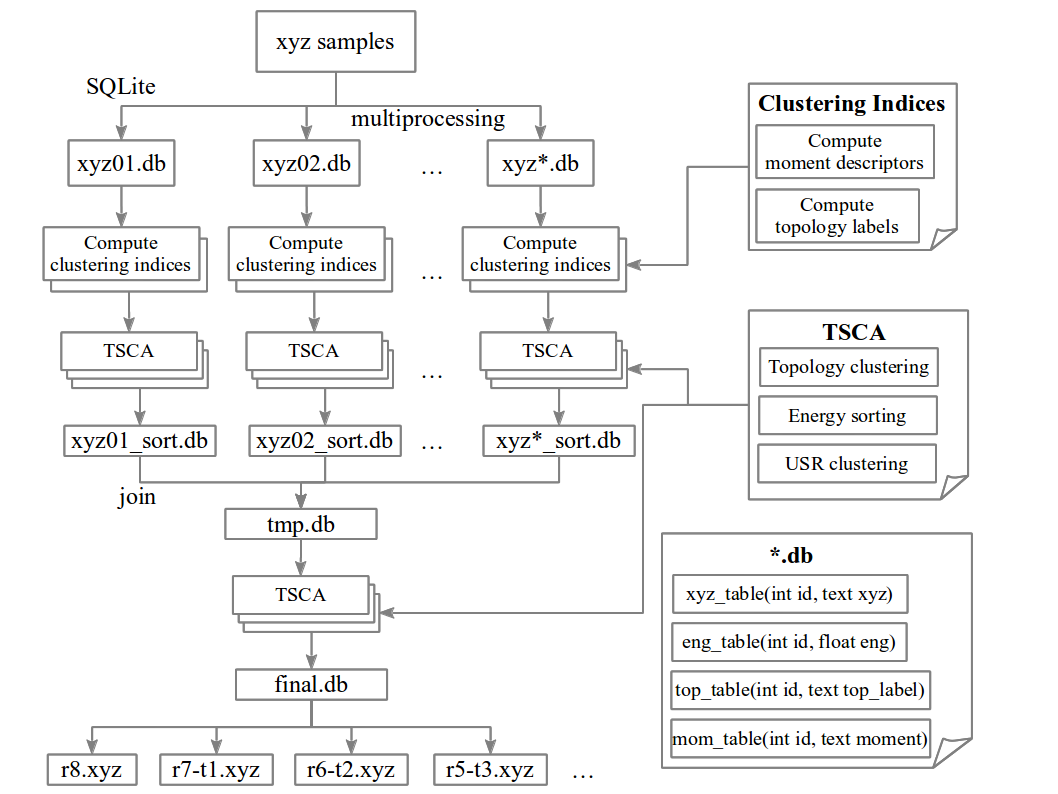 xyz samples
SQLite
multiprocessing
xyz01.db
xyz02.db
...
xyz*.db
Compute
clustering indices
Compute
clustering indices
...
Compute
clustering indices
TSCA
TSCA
...
TSCA
xyz01_sort.db
xyz02_sort.db
...
xyz*_sort.db
join
tmp.db
TSCA
final.db
r8.xyz
r7-t1.xyz
r6-t2.xyz
r5-t3.xyz
...
Clustering Indices
Compute
moment descriptors
Compute
topology labels
TSCA
Topology clustering
Energy sorting
USR clustering
*.db
xyz_table(int id, text xyz)
eng_table(int id, float eng)
top_table(int id, text top_label)
mom_table(int id, text moment)